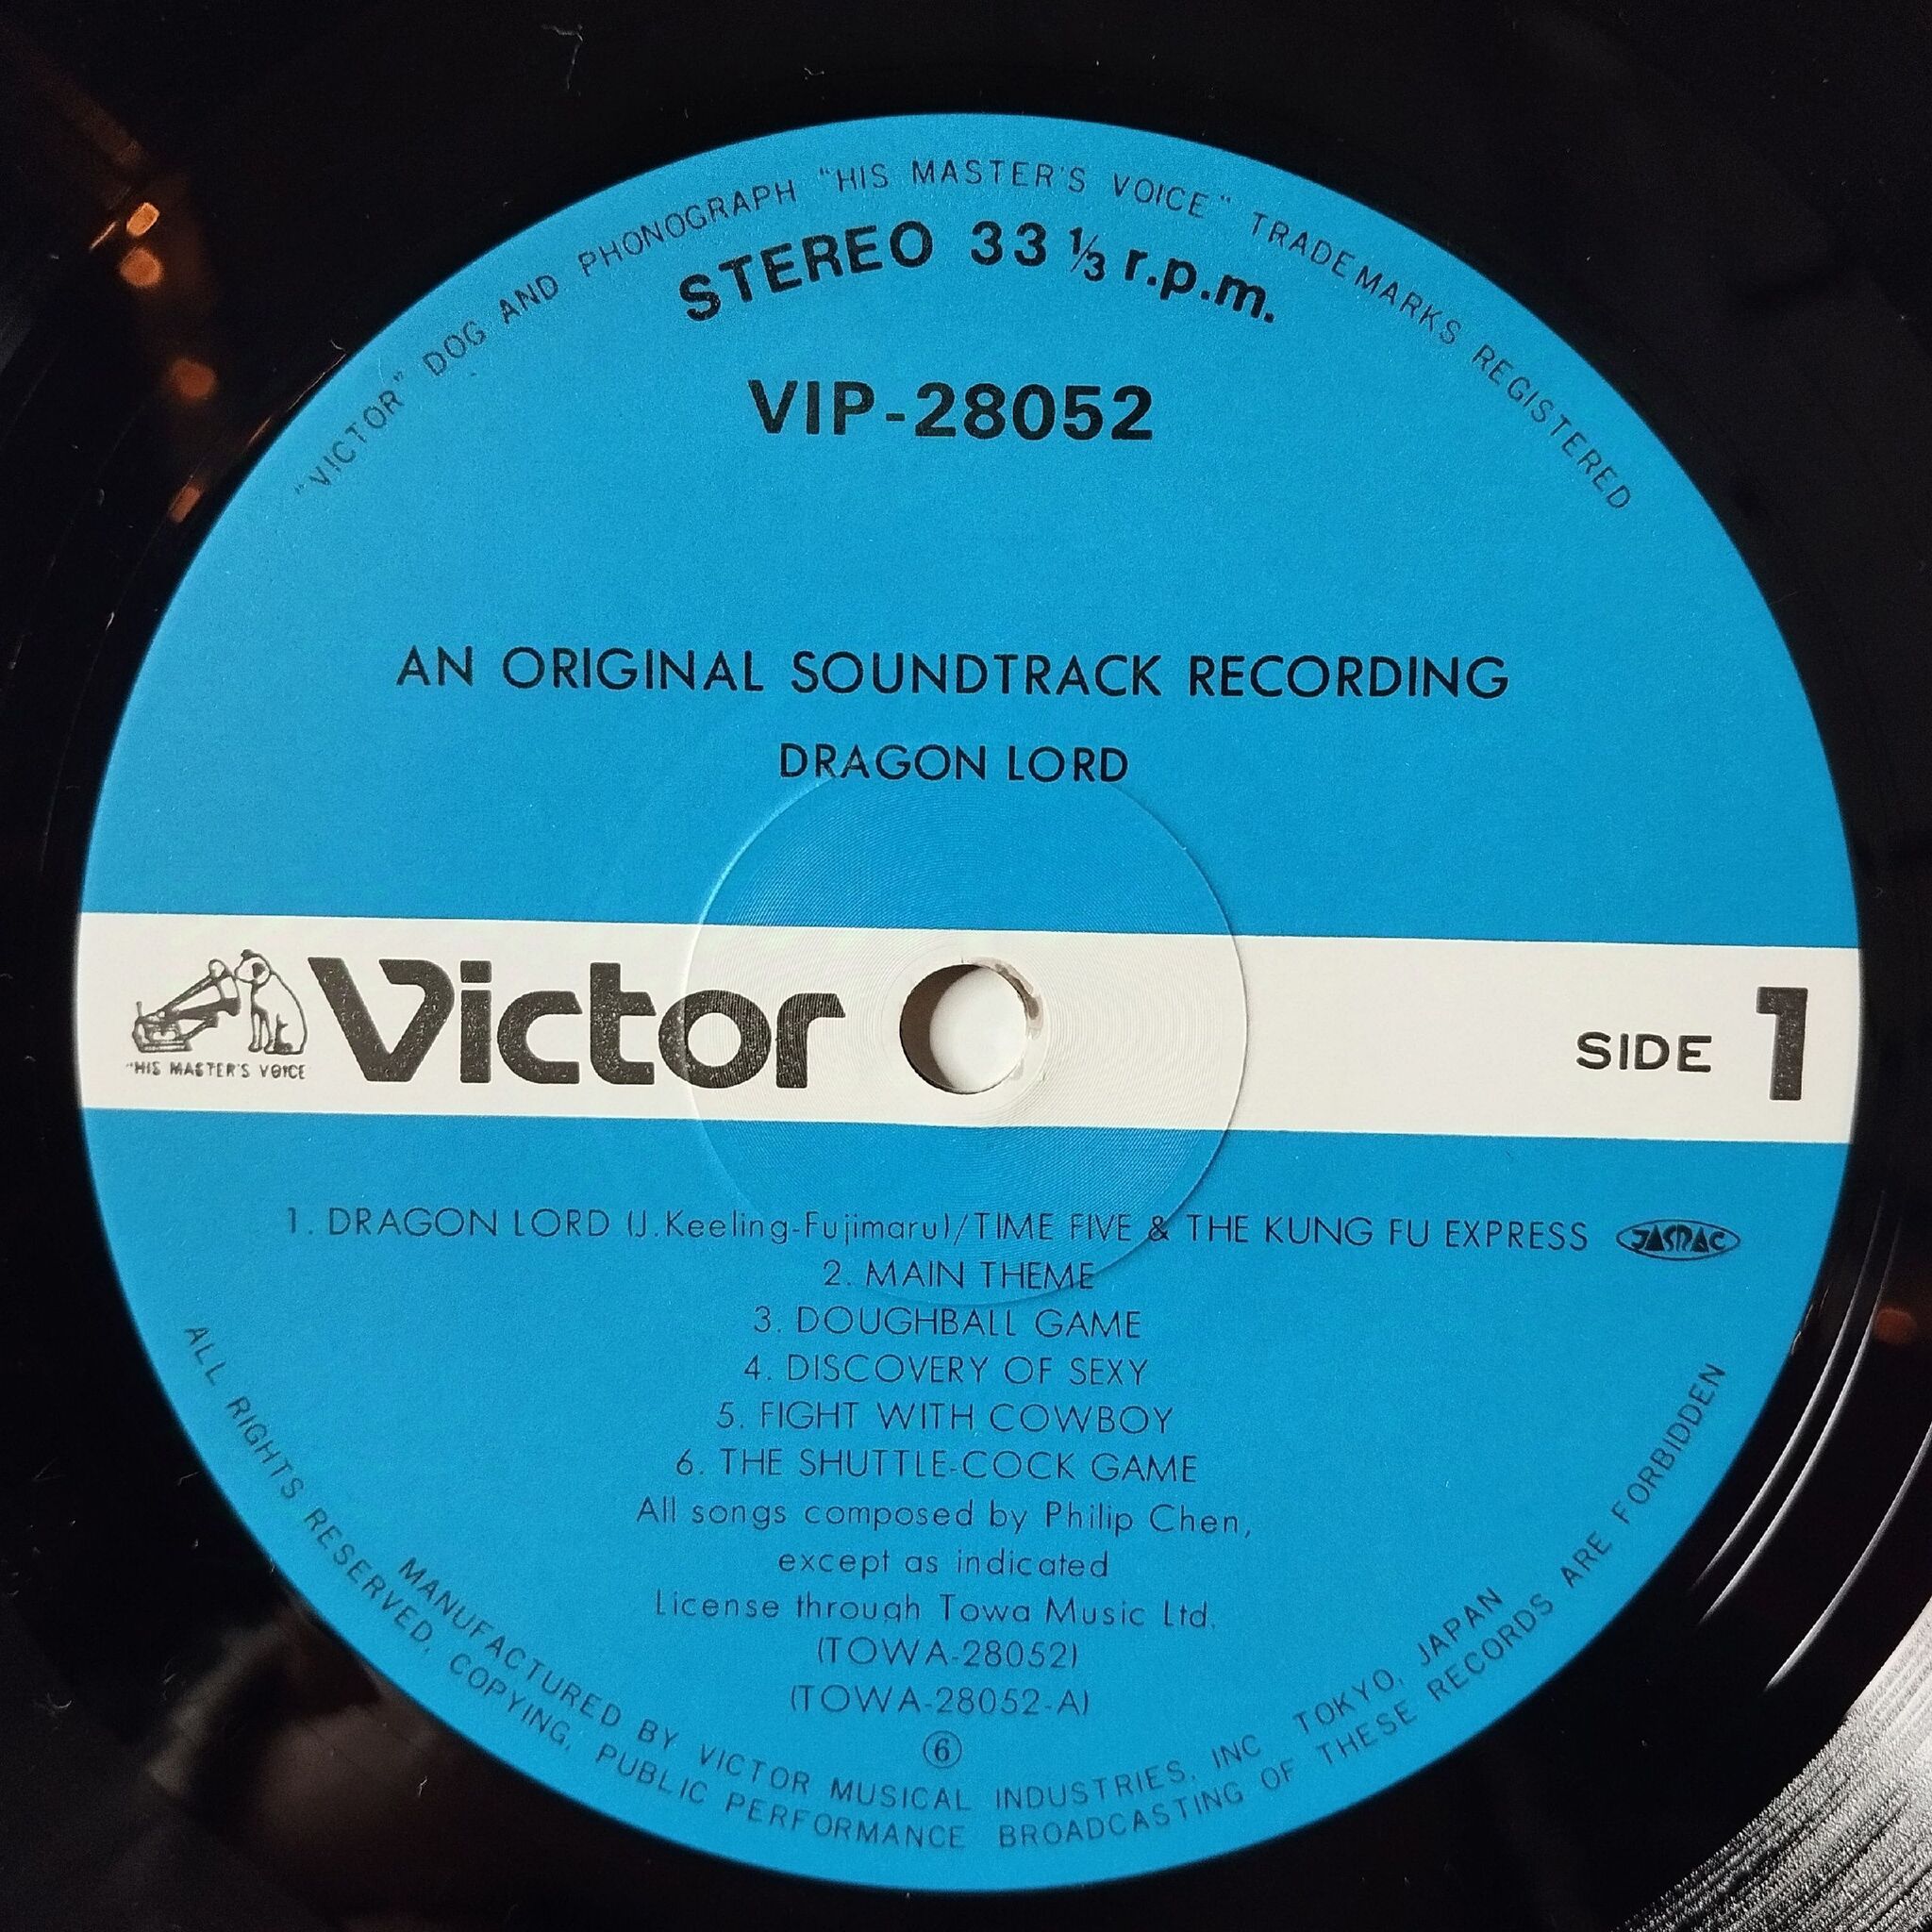 "VICTOR" DOG AND PHONOGRAPH "HIS MASTER'S VOICE" TRADEMARKS REGISTERED
STEREO 33 ⅓ r.p.m.
VIP-28052
AN ORIGINAL SOUNDTRACK RECORDING
DRAGON LORD
Victor
"HIS MASTER'S VOICE
SIDE 1
1. DRAGON LORD (J.Keeling-Fujimaru)/TIME FIVE & THE KUNG FU EXPRESS JASRAC
2. MAIN THEME
3. DOUGHBALL GAME
4. DISCOVERY OF SEXY
5. FIGHT WITH COWBOY
6. THE SHUTTLE-COCK GAME
All songs composed by Philip Chen,
except as indicated
License through Towa Music Ltd.
(TOWA-28052)
(TOWA-28052-A)
⑥
MANUFACTURED BY VICTOR MUSICAL INDUSTRIES, INC TOKYO, JAPAN
ALL RIGHTS RESERVED, COPYING, PUBLIC PERFORMANCE BROADCASTING OF THESE RECORDS ARE FORBIDDEN